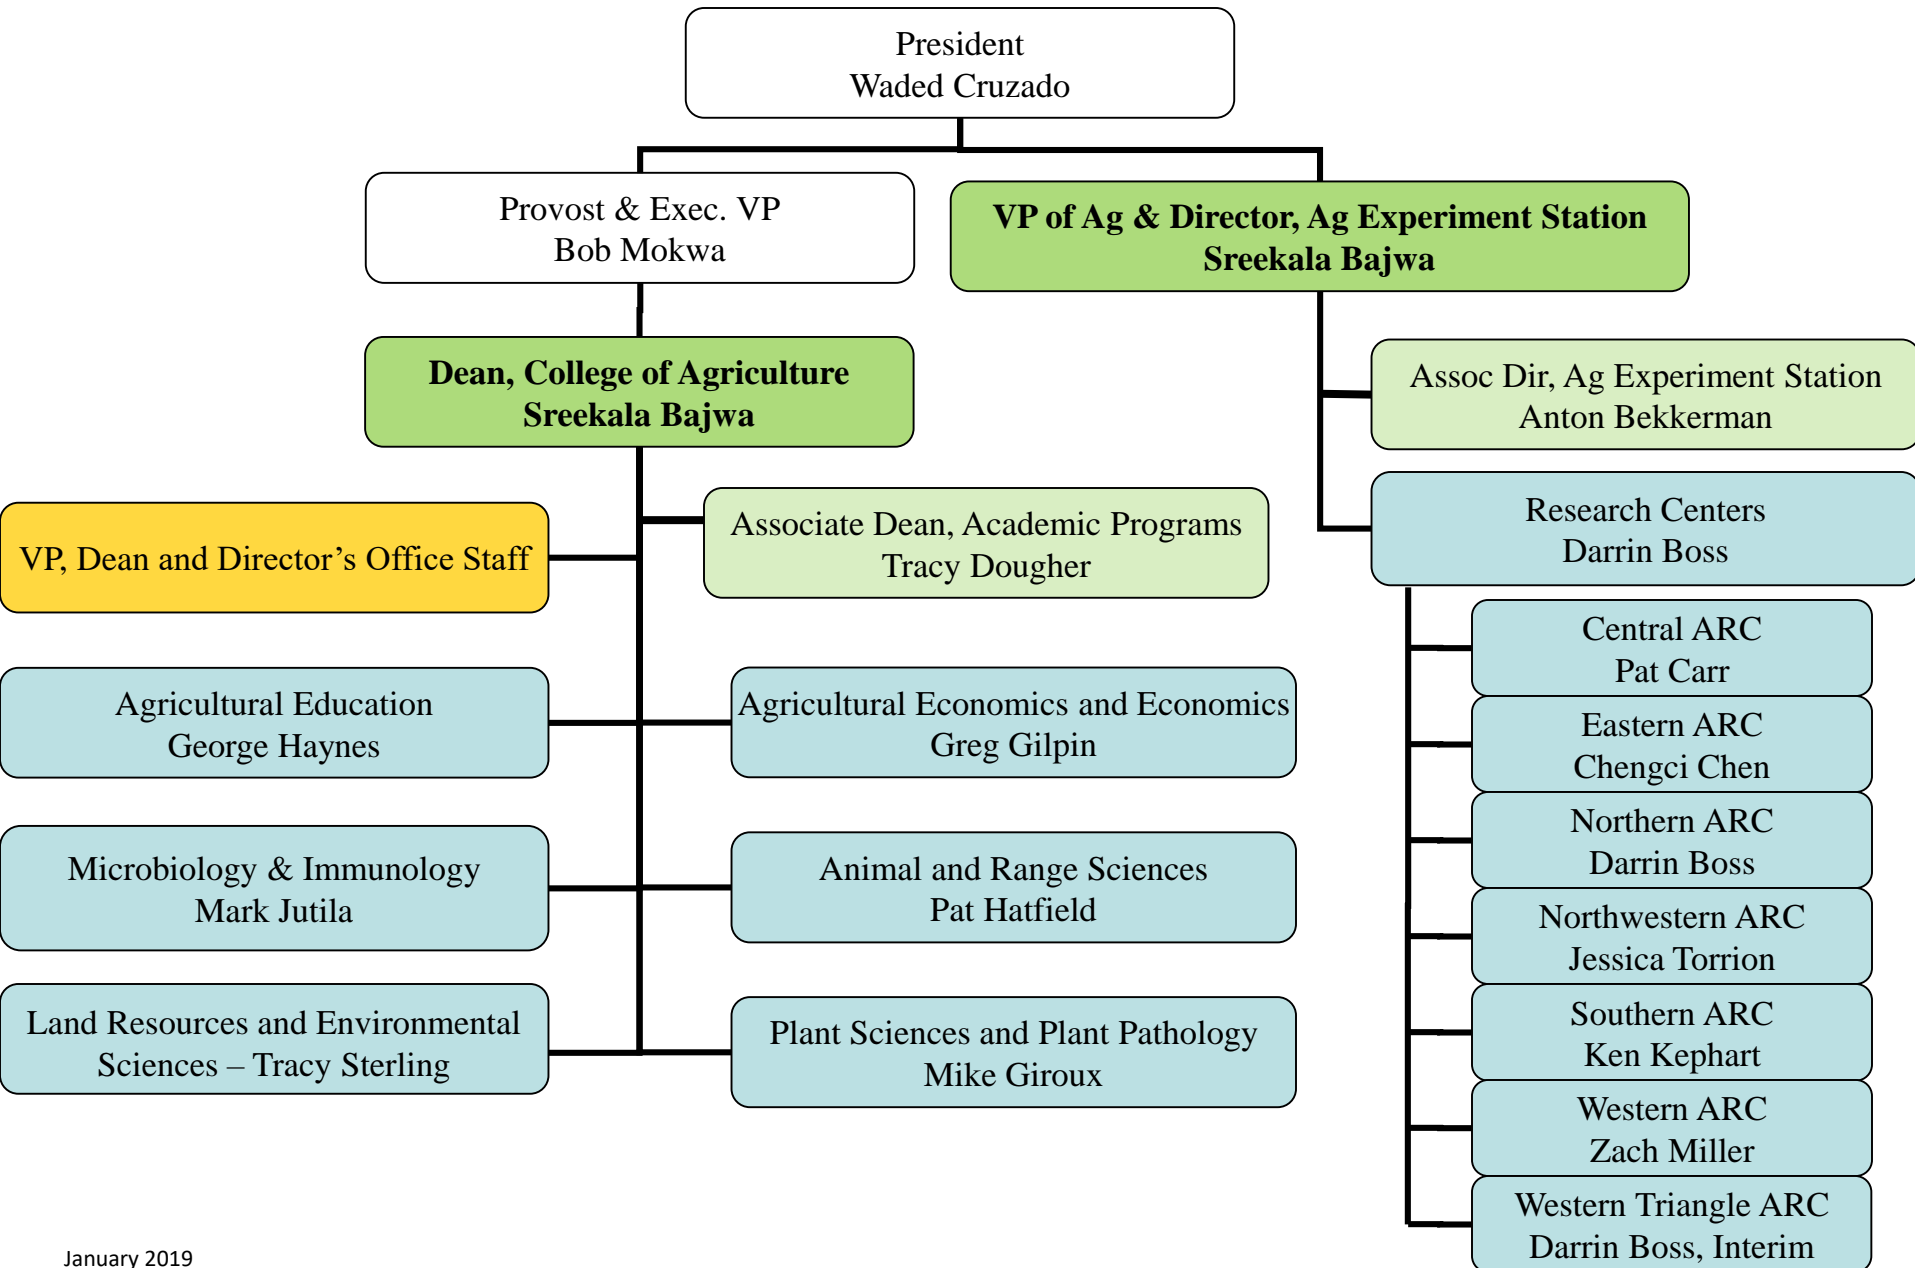 President
Waded Cruzado
Provost & Exec. VP
Bob Mokwa
VP of Ag & Director, Ag Experiment Station
Sreekala Bajwa
Dean, College of Agriculture
Sreekala Bajwa
Assoc Dir, Ag Experiment Station
Anton Bekkerman
VP, Dean and Director’s Office Staff
Associate Dean, Academic Programs
Tracy Dougher
Research Centers
Darrin Boss
Agricultural Education
George Haynes
Agricultural Economics and Economics
Greg Gilpin
Microbiology & Immunology
Mark Jutila
Animal and Range Sciences
Pat Hatfield
Land Resources and Environmental
Sciences – Tracy Sterling
Plant Sciences and Plant Pathology
Mike Giroux
Central ARC
Pat Carr
Eastern ARC
Chengci Chen
Northern ARC
Darrin Boss
Northwestern ARC
Jessica Torrion
Southern ARC
Ken Kephart
Western ARC
Zach Miller
Western Triangle ARC
Darrin Boss, Interim
January 2019